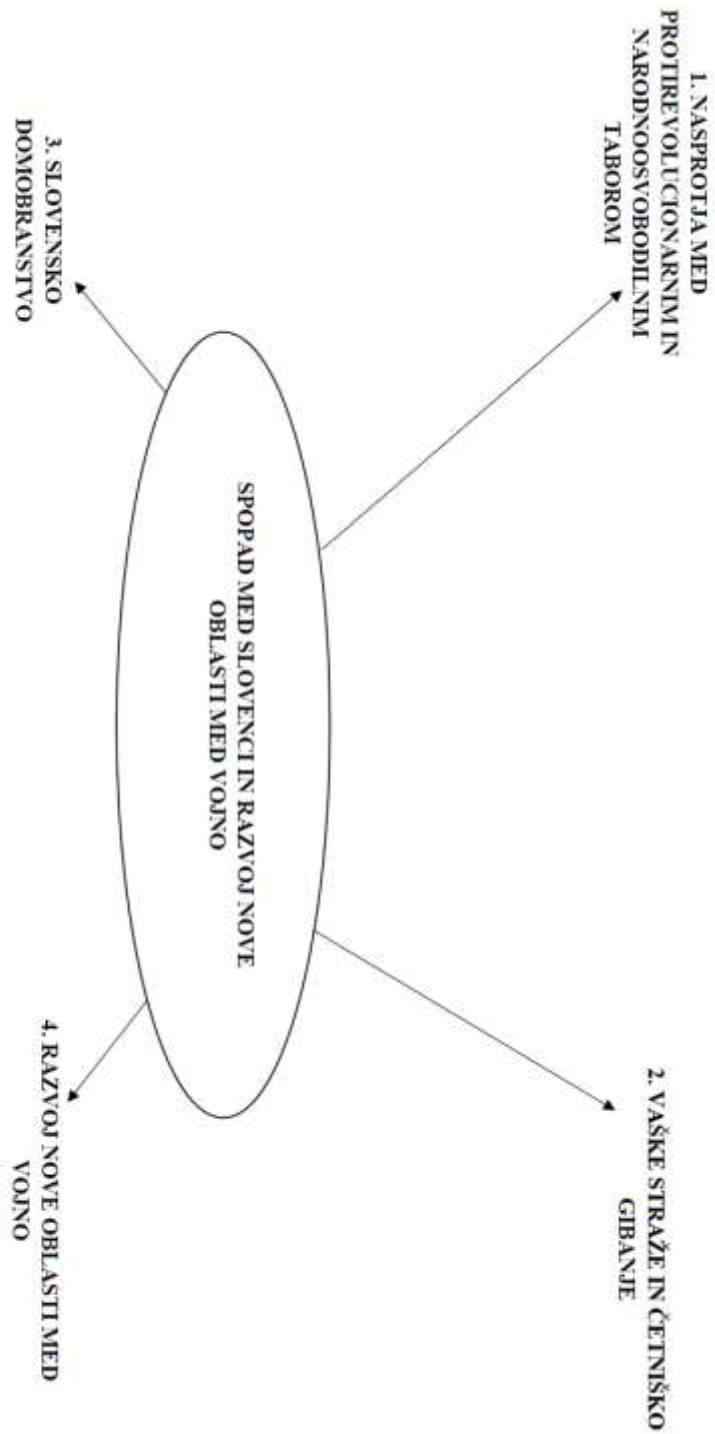 1. NASPROTJA MED
PROTIREVOLUCIONARNIM IN
NARODNOOSVOBODILNIM
TABOROM
2. VAŠKE STRAŽE IN ČETNIŠKO
GIBANJE
SPOPAD MED SLOVENCI IN RAZVOJ NOVE
OBLASTI MED VOJNO
3. SLOVENSKO
DOMOBRANSTVO
4. RAZVOJ NOVE OBLASTI MED
VOJNO